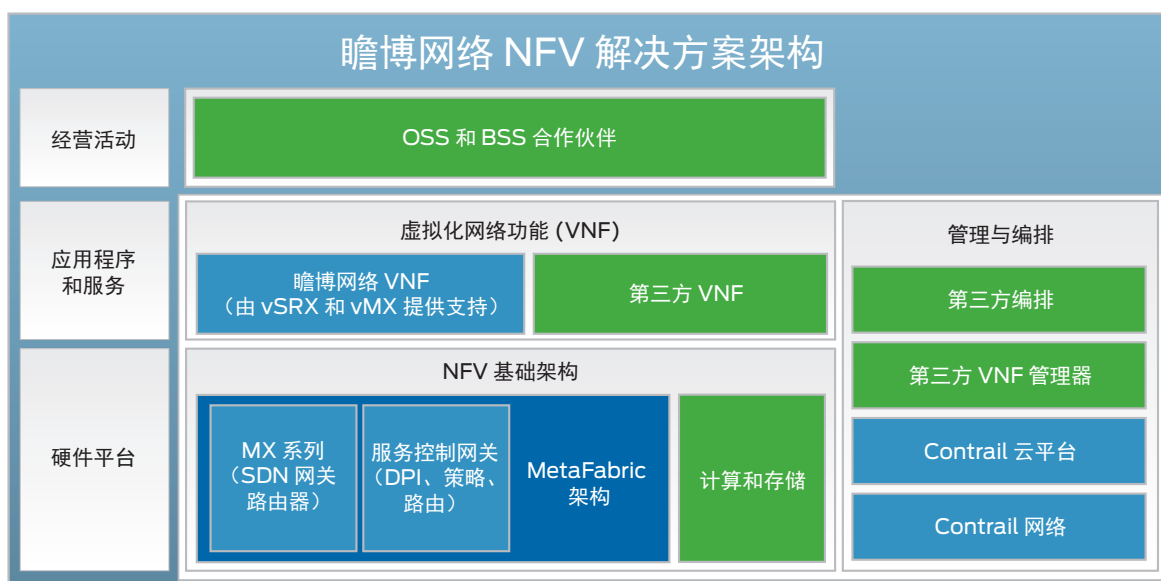 瞻博网络 NFV 解决方案架构
经营活动
OSS 和 BSS 合作伙伴
应用程序
和服务
虚拟化网络功能 (VNF)
瞻博网络 VNF
（由 vSRX 和 vMX 提供支持）
第三方 VNF
硬件平台
NFV 基础架构
MX 系列
（SDN 网关
路由器）
服务控制网关
（DPI、策略、
路由）
MetaFabric
架构
计算和存储
管理与编排
第三方编排
第三方 VNF 管理器
Contrail 云平台
Contrail 网络